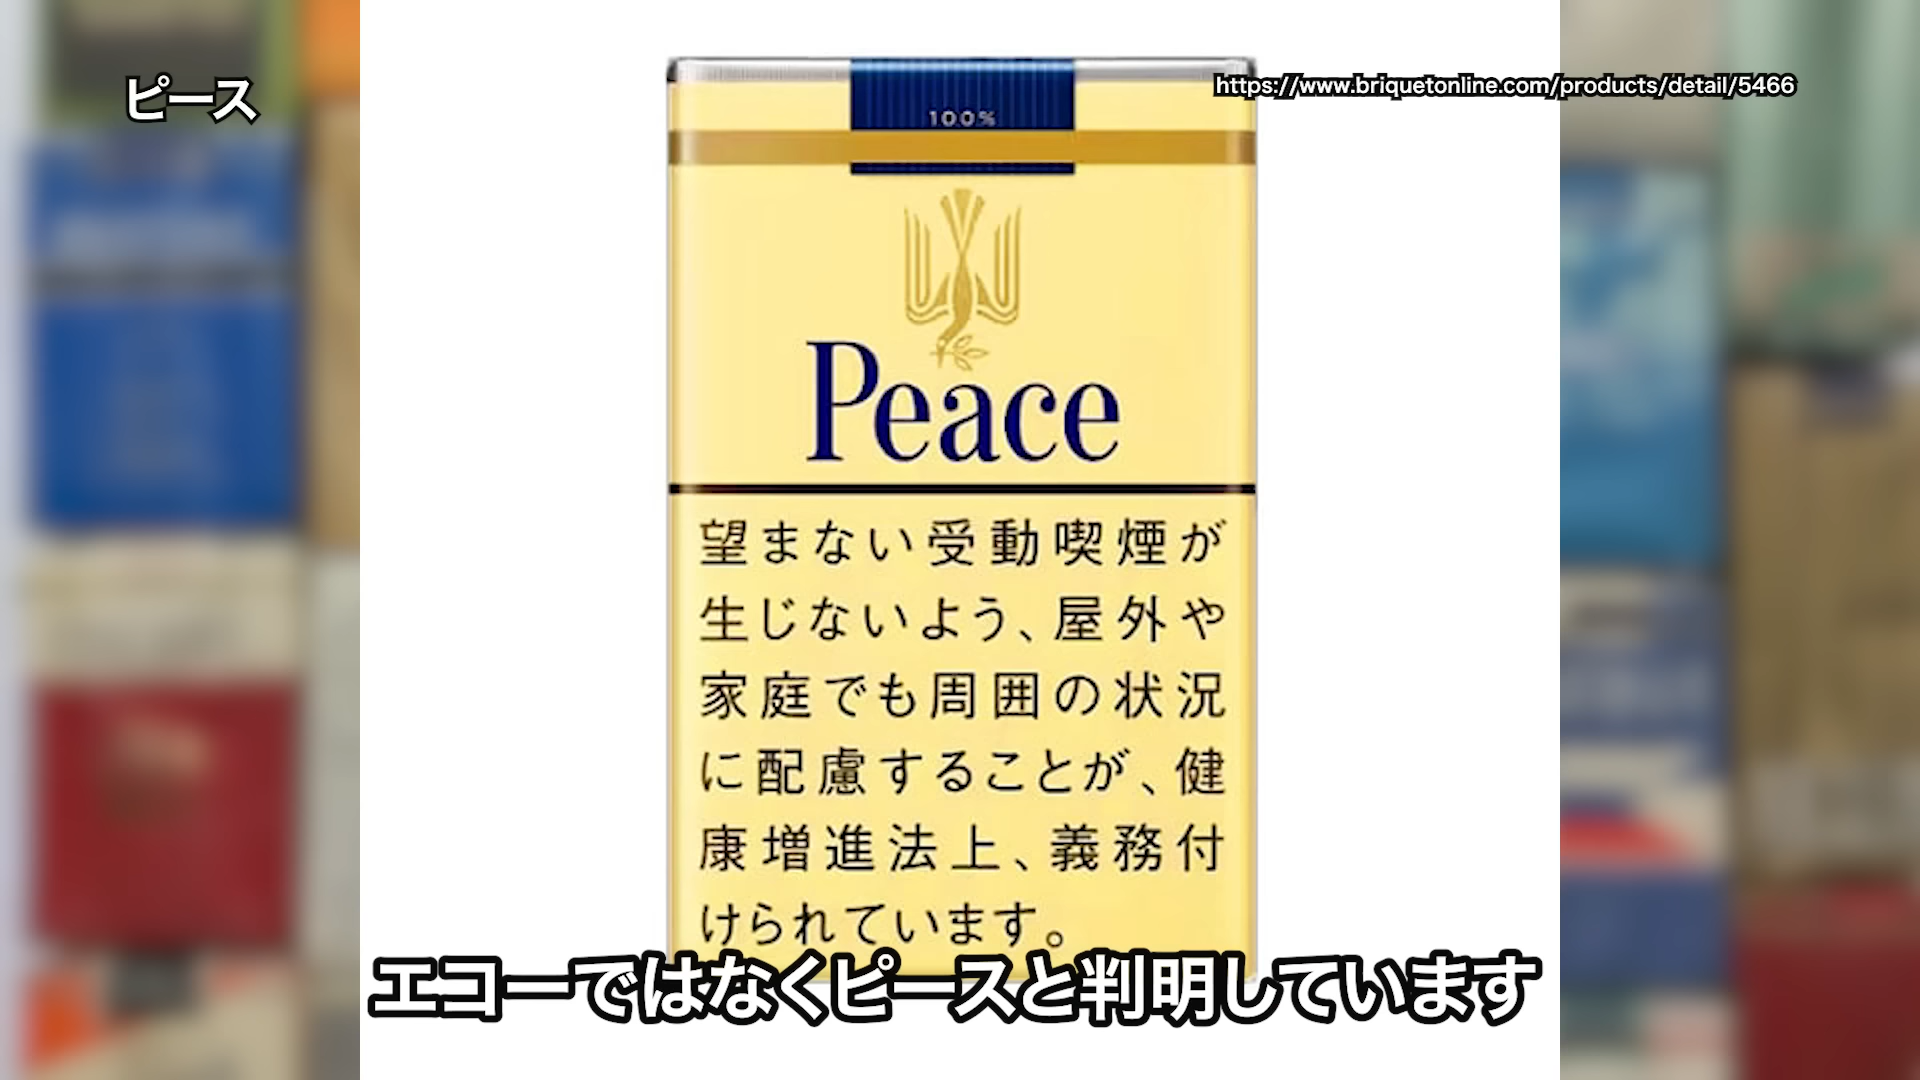 ピース
https://www.briquetonline.com/products/detail/5466
100%
Peace
望まない受動喫煙が
生じないよう、屋外や
家庭でも周囲の状況
に配慮することが、健
康増進法上、義務付
けられています。
エコーではなくピースと判明しています